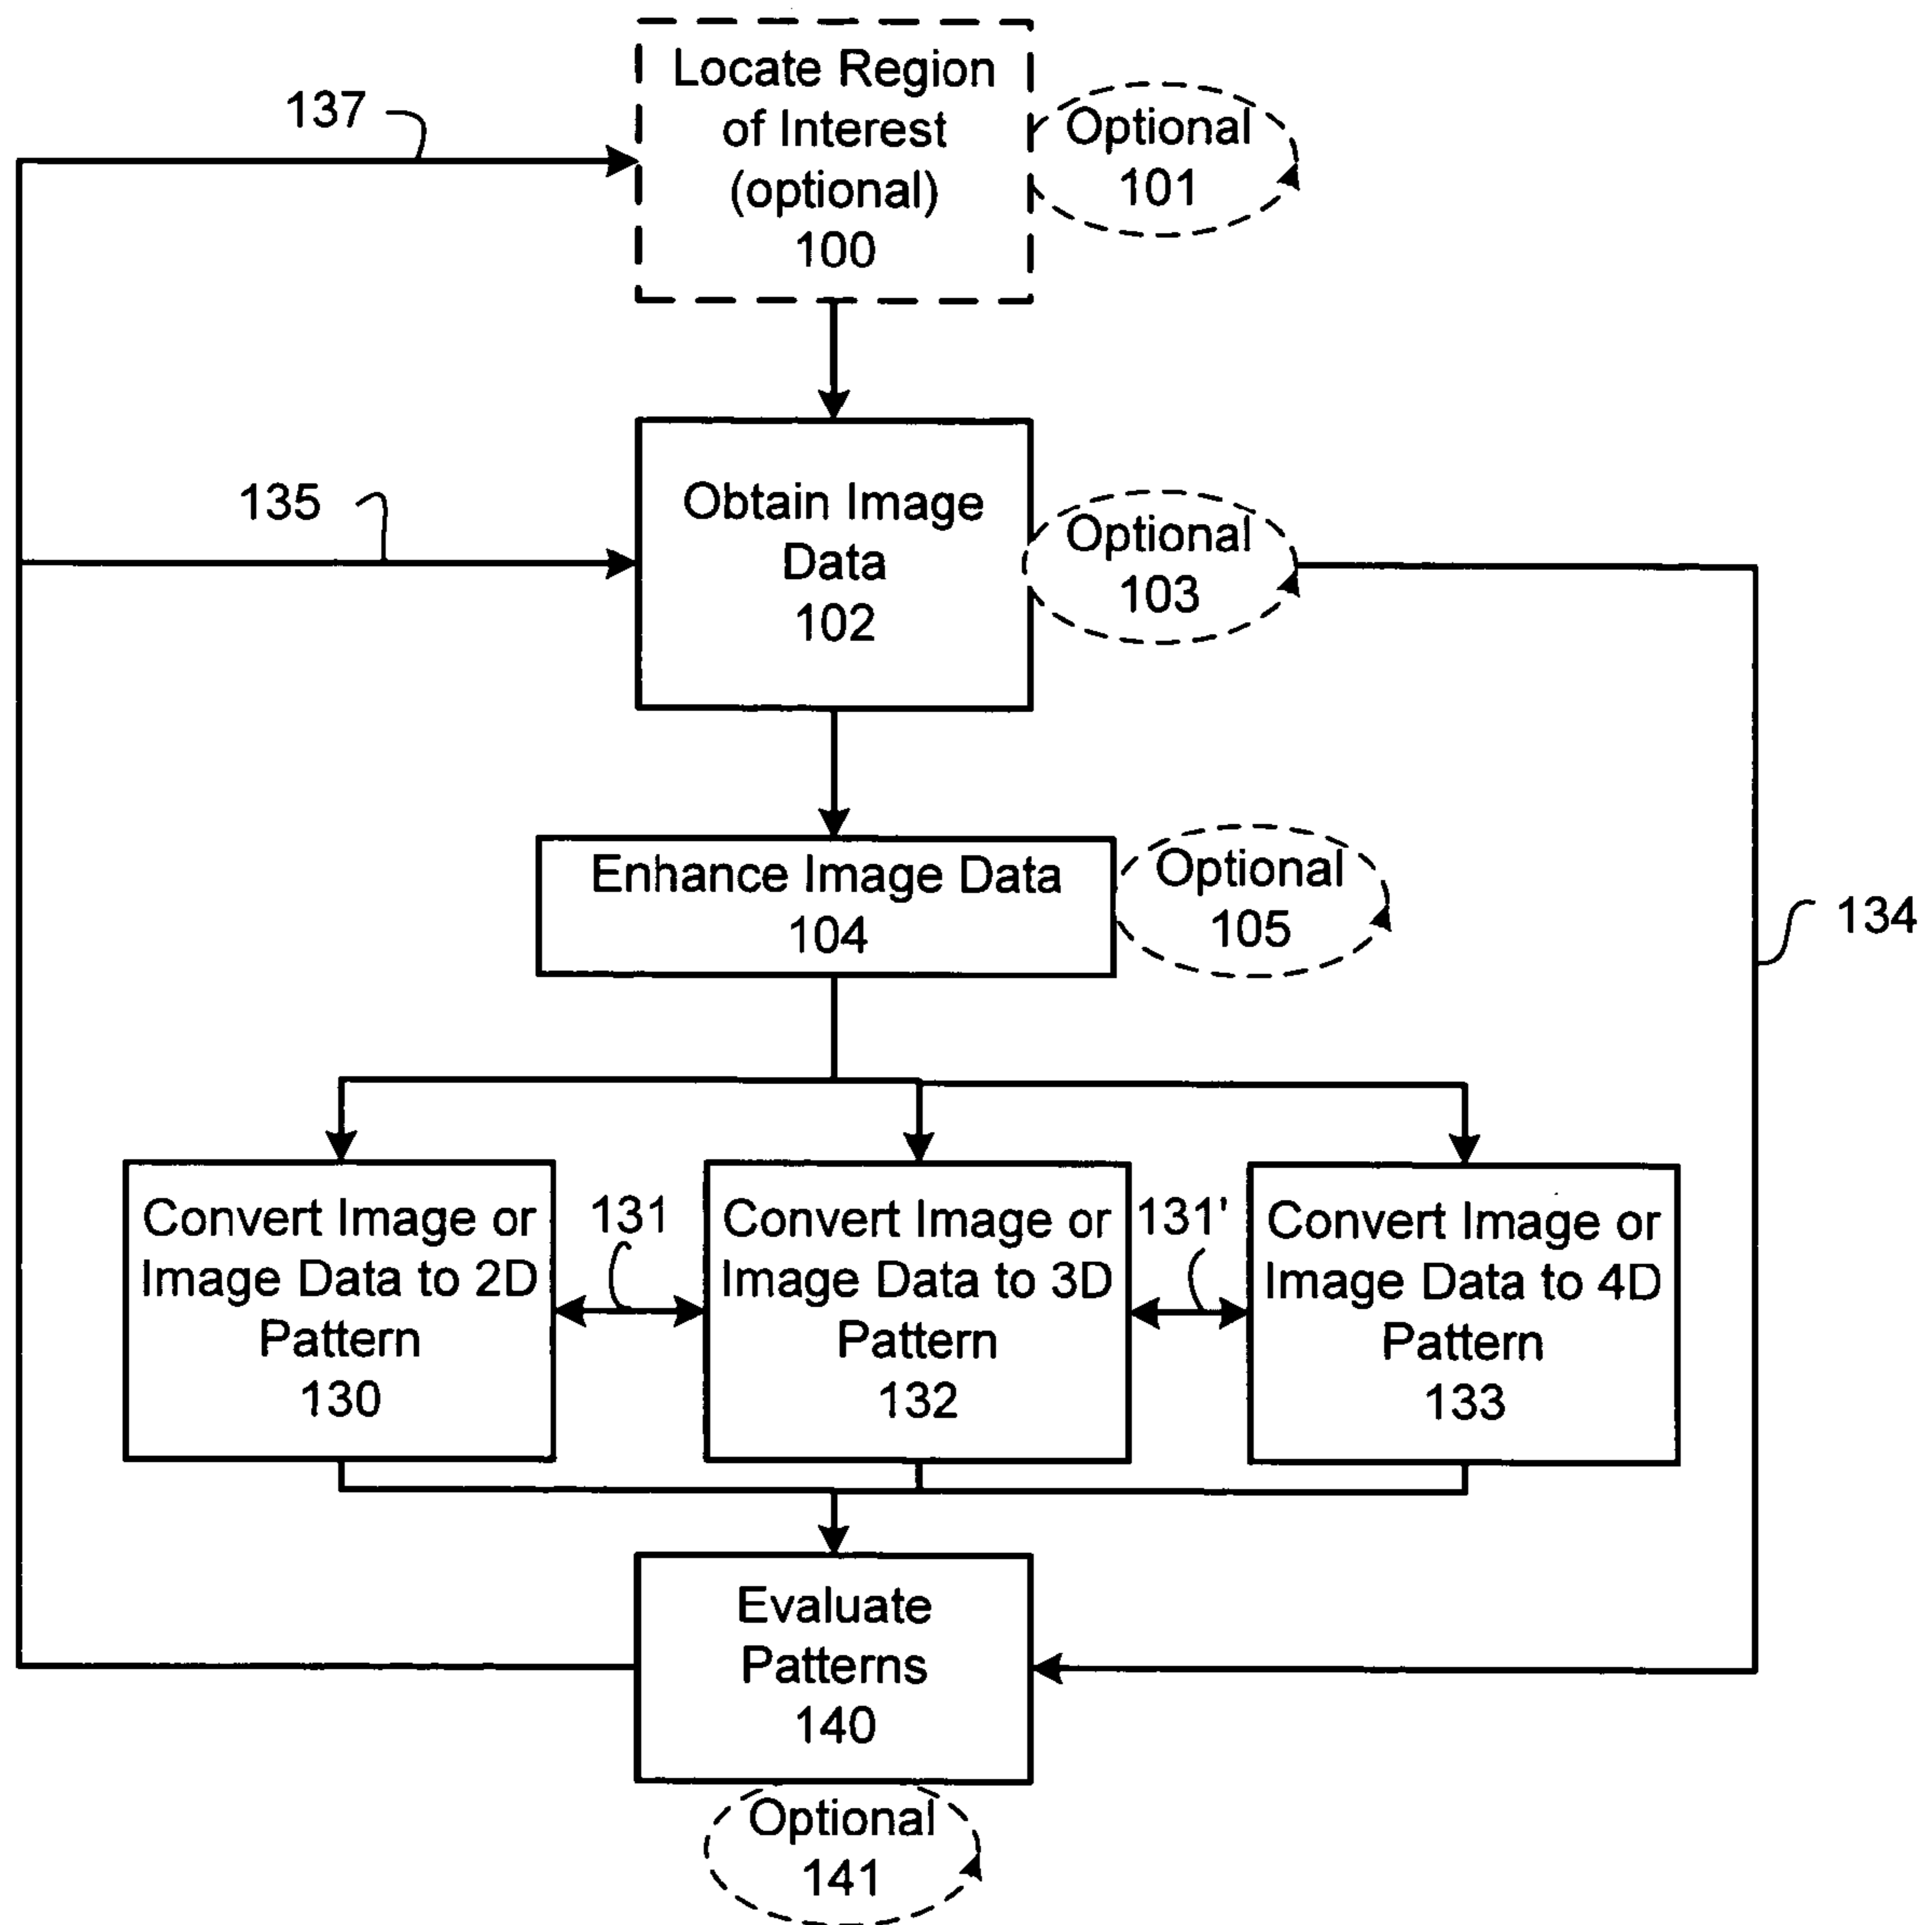 Locate Region
of Interest
(optional)
100
Optional
101
137
Obtain Image
Data
102
Optional
103
135
Enhance Image Data
104
Optional
105
134
Convert Image or
Image Data to 2D
Pattern
130
131
Convert Image or
Image Data to 3D
Pattern
132
131'
Convert Image or
Image Data to 4D
Pattern
133
Evaluate
Patterns
140
Optional
141